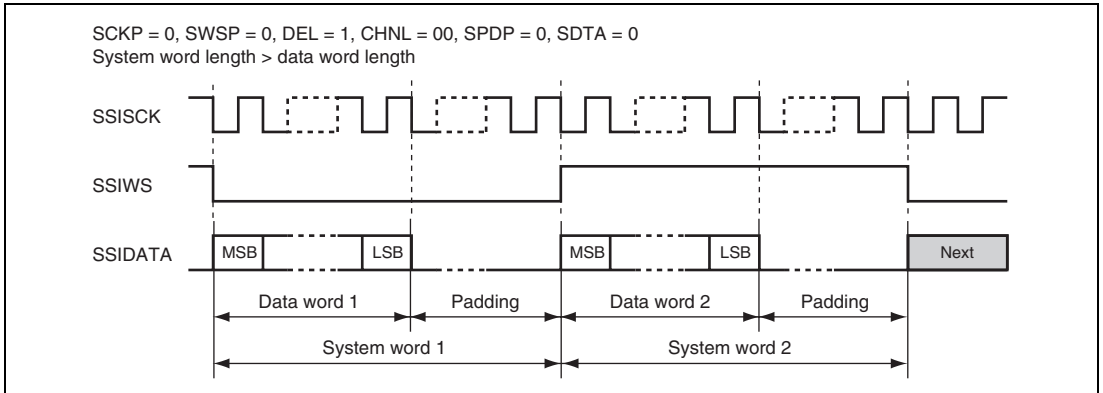 SCKP = 0, SWSP = 0, DEL = 1, CHNL = 00, SPDP = 0, SDTA = 0
System word length > data word length
SSISCK
SSIWS
SSIDATA MSB LSB MSB LSB Next
Data word 1 Padding Data word 2 Padding
System word 1 System word 2